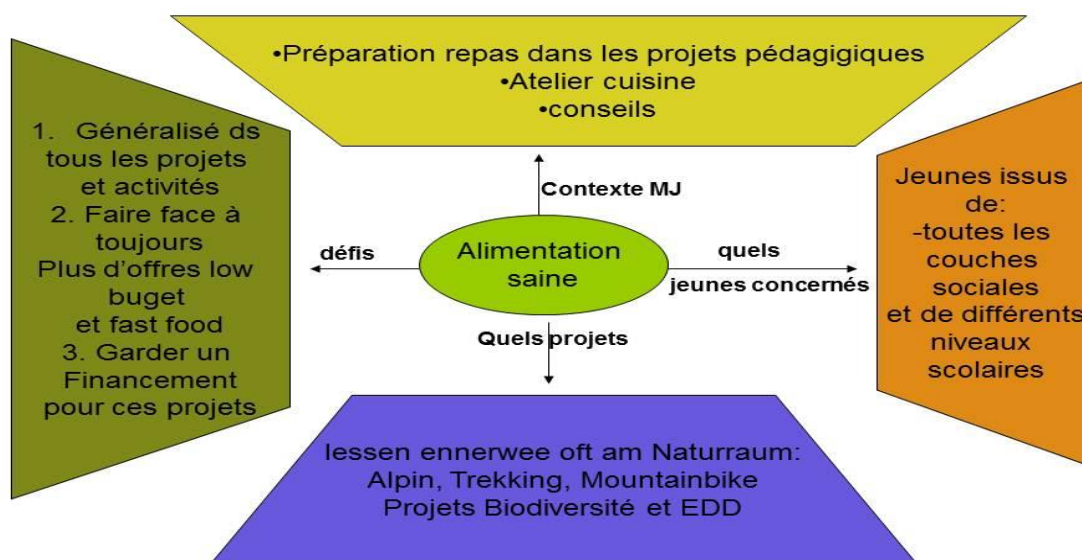 •Préparation repas dans les projets pédagigiques
•Atelier cuisine
•conseils
1. Généralisé ds
tous les projets
et activités
2. Faire face à
toujours
Plus d'offres low
buget
et fast food
3. Garder un
Financement
pour ces projets
Contexte MJ
défis
Alimentation
saine
quels
jeunes concernés
Quels projets
Jeunes issus
de:
-toutes les
couches
sociales
et de différents
niveaux
scolaires
Iessen ennerwee oft am Naturraum:
Alpin, Trekking, Mountainbike
Projets Biodiversité et EDD